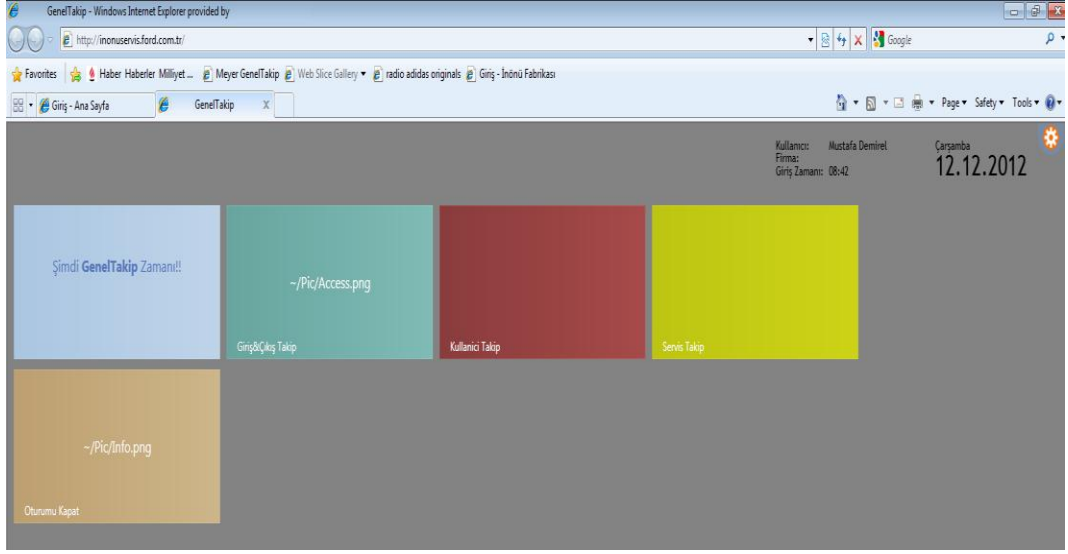 GenelTakip - Windows Internet Explorer provided by
http://inonuservis.ford.com.tr/
Google
Favorites Haber Haberler Milliyet ... Meyer GenelTakip Web Slice Gallery radio adidas originals Giriş - İnönü Fabrikası
Giriş - Ana Sayfa GenelTakip X
Page Safety Tools
Kullanıcı: Mustafa Demirel
Firma:
Giriş Zamanı: 08:42
Çarşamba
12.12.2012
Şimdi GenelTakip Zamanı!!
~/Pic/Access.png
Giriş&Çıkış Takip
Kullanici Takip
Servis Takip
~/Pic/Info.png
Oturumu Kapat